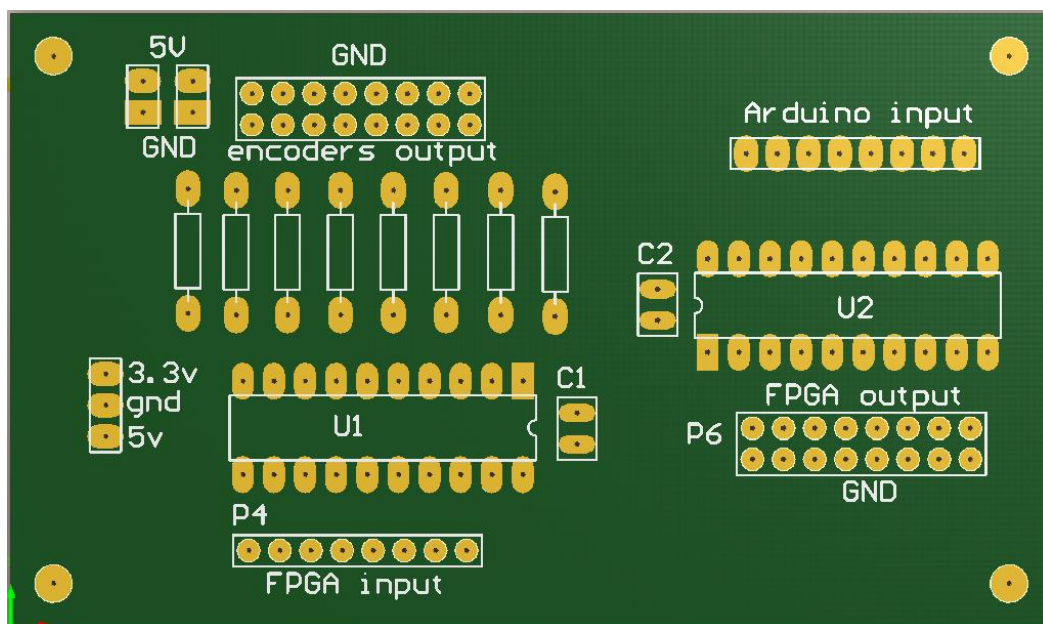 5V
GND
GND
encoders output
Arduino input
C2
U2
3.3v
gnd
5v
U1
C1
FPGA output
P6
GND
P4
FPGA input